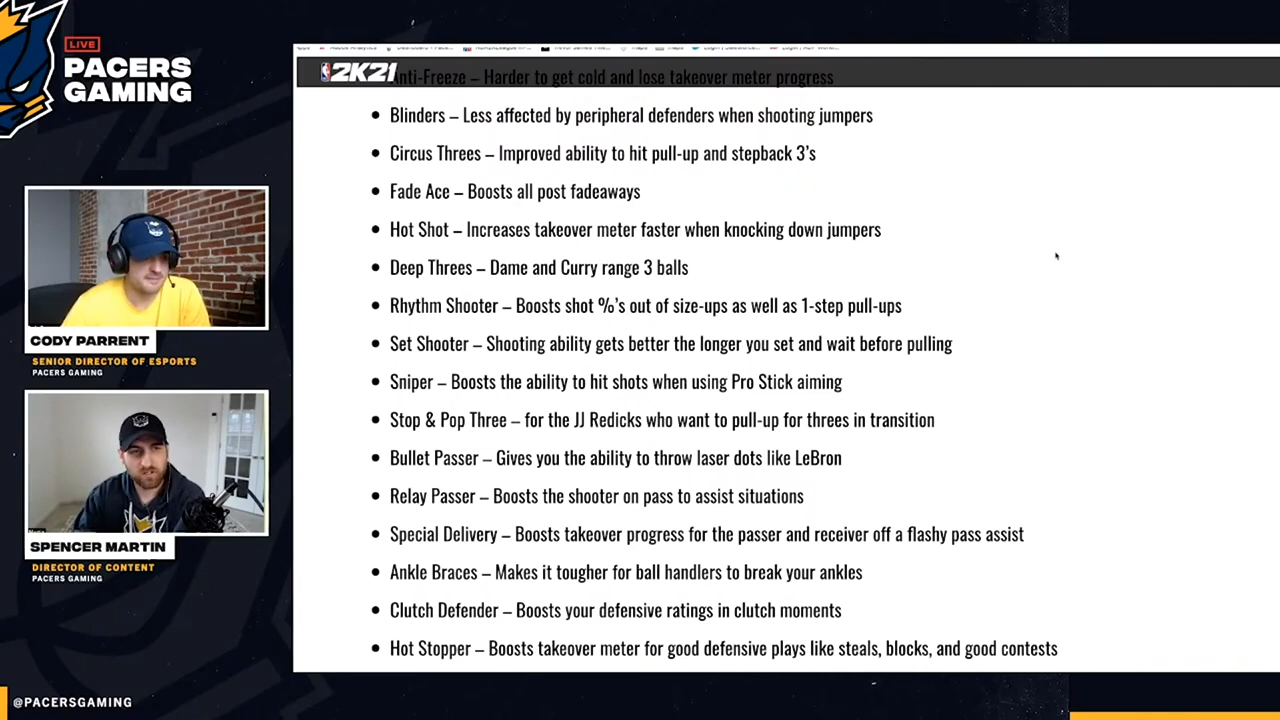 LIVE
PACERS
GAMING
2K21
Anti-Freeze – Harder to get cold and lose takeover meter progress
• Blinders – Less affected by peripheral defenders when shooting jumpers
• Circus Threes – Improved ability to hit pull-up and stepback 3’s
• Fade Ace – Boosts all post fadeaways
• Hot Shot – Increases takeover meter faster when knocking down jumpers
• Deep Threes – Dame and Curry range 3 balls
• Rhythm Shooter – Boosts shot %’s out of size-ups as well as 1-step pull-ups
• Set Shooter – Shooting ability gets better the longer you set and wait before pulling
• Sniper – Boosts the ability to hit shots when using Pro Stick aiming
• Stop & Pop Three – for the JJ Redicks who want to pull-up for threes in transition
• Bullet Passer – Gives you the ability to throw laser dots like LeBron
• Relay Passer – Boosts the shooter on pass to assist situations
• Special Delivery – Boosts takeover progress for the passer and receiver off a flashy pass assist
• Ankle Braces – Makes it tougher for ball handlers to break your ankles
• Clutch Defender – Boosts your defensive ratings in clutch moments
• Hot Stopper – Boosts takeover meter for good defensive plays like steals, blocks, and good contests
CODY PARRENT
SENIOR DIRECTOR OF ESPORTS
PACERS GAMING
SPENCER MARTIN
DIRECTOR OF CONTENT
PACERS GAMING
@PACERSGAMING